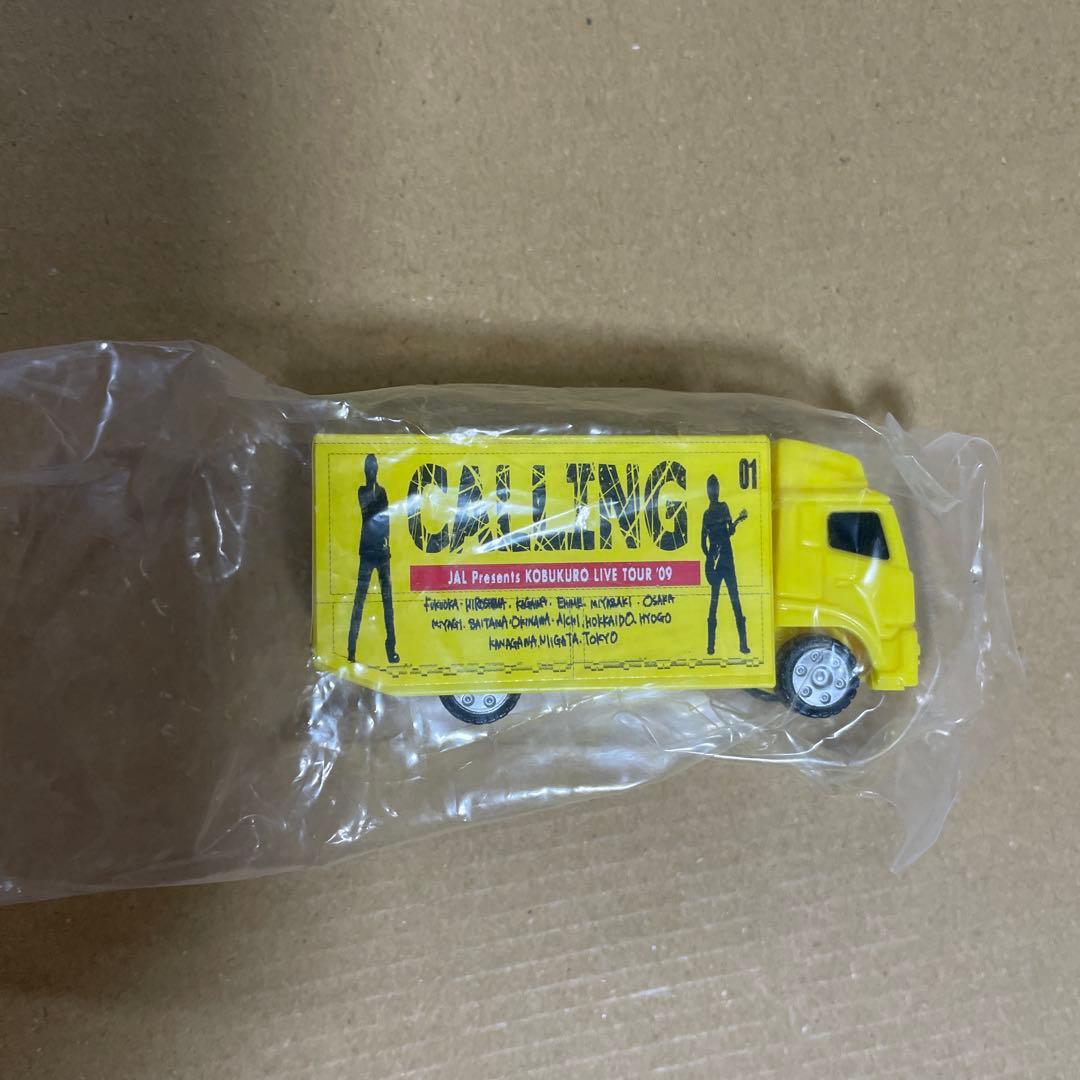 CALLING
01
JAL Presents KOBUKURO LIVE TOUR '09
FUKUOKA. HIROSHIMA. KAGAWA. EHIME. MIYAZAKI. OSAKA
MIYAGI. SAITAMA. OKINAWA. AICHI. HOKKAIDO. HYOGO
KANAGAWA. NIIGATA. TOKYO